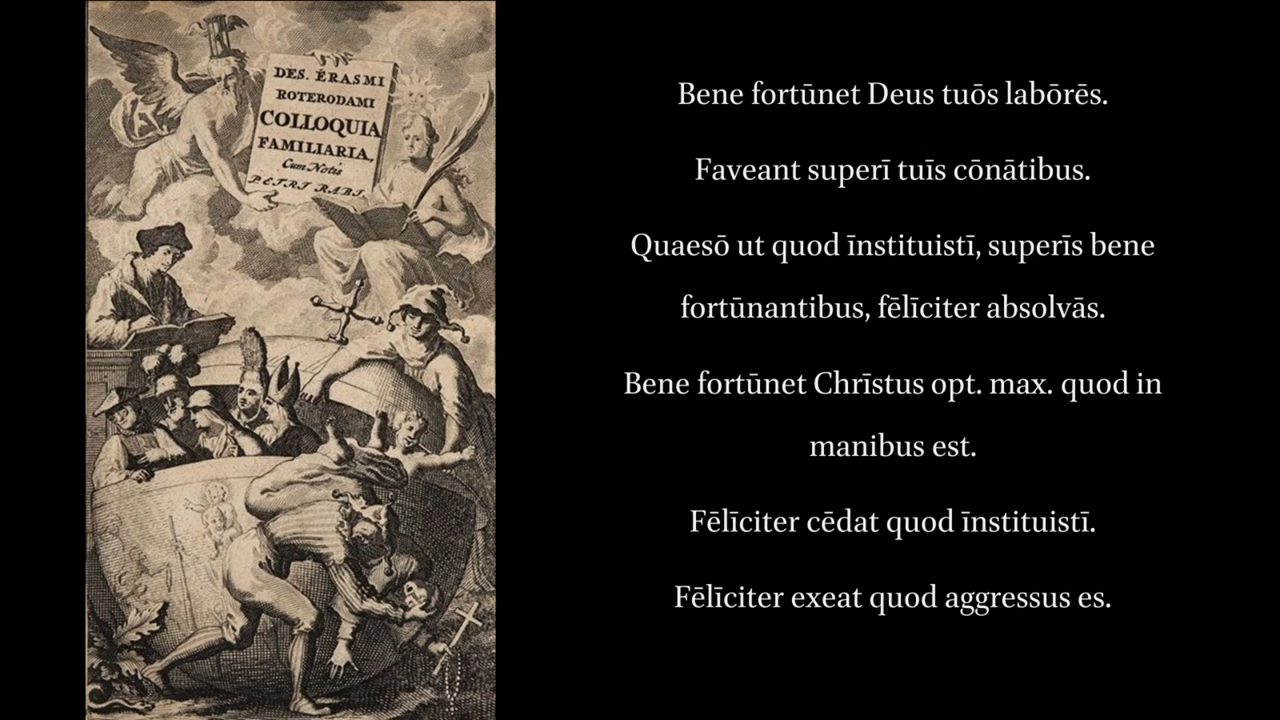 DES. ERASMI
ROTERODAMI
COLLOQUIA
FAMILIARIA,
Cum Notis
PETRI RABI.
Bene fortūnet Deus tuōs labōrēs.
Faveant superī tuīs cōnātibus.
Quaesō ut quod īnstituistī, superīs bene
fortūnantibus, fēlīciter absolvās.
Bene fortūnet Chrīstus opt. max. quod in
manibus est.
Fēlīciter cēdat quod īnstituistī.
Fēlīciter exeat quod aggressus es.